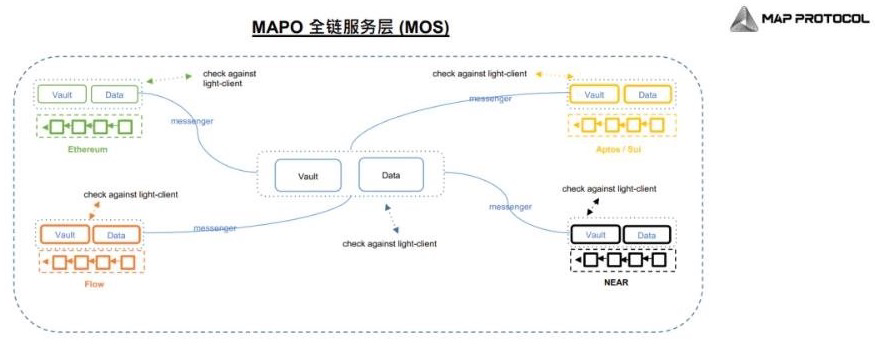 MAPO 全链服务层 (MOS)
MAP PROTOCOL
check against
light-client
Vault
Data
messenger
Ethereum
check against light-client
Vault
Data
messenger
Aptos / Sui
Vault
Data
check against light-client
check against light-client
Vault
Data
messenger
Flow
check against light-client
Vault
Data
messenger
NEAR